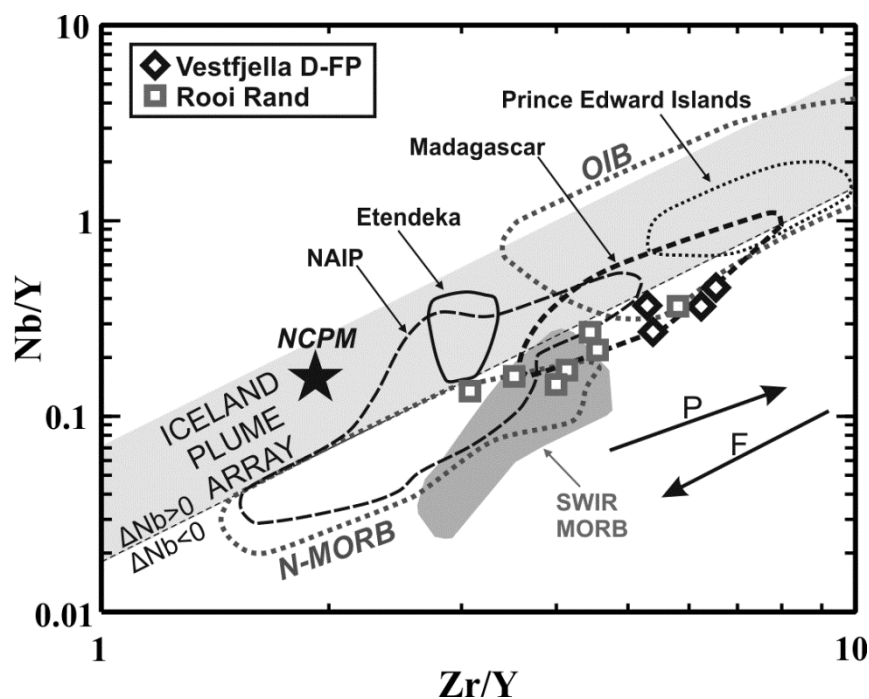 10
Vestfjella D-FP
Rooi Rand
Prince Edward Islands
Madagascar
OIB
Etendeka
NAIP
NCPM
1
Nb/Y
ICELAND
PLUME
ARRAY
0.1
P
F
ΔNb>0
ΔNb<0
SWIR
MORB
N-MORB
0.01
1
10
Zr/Y